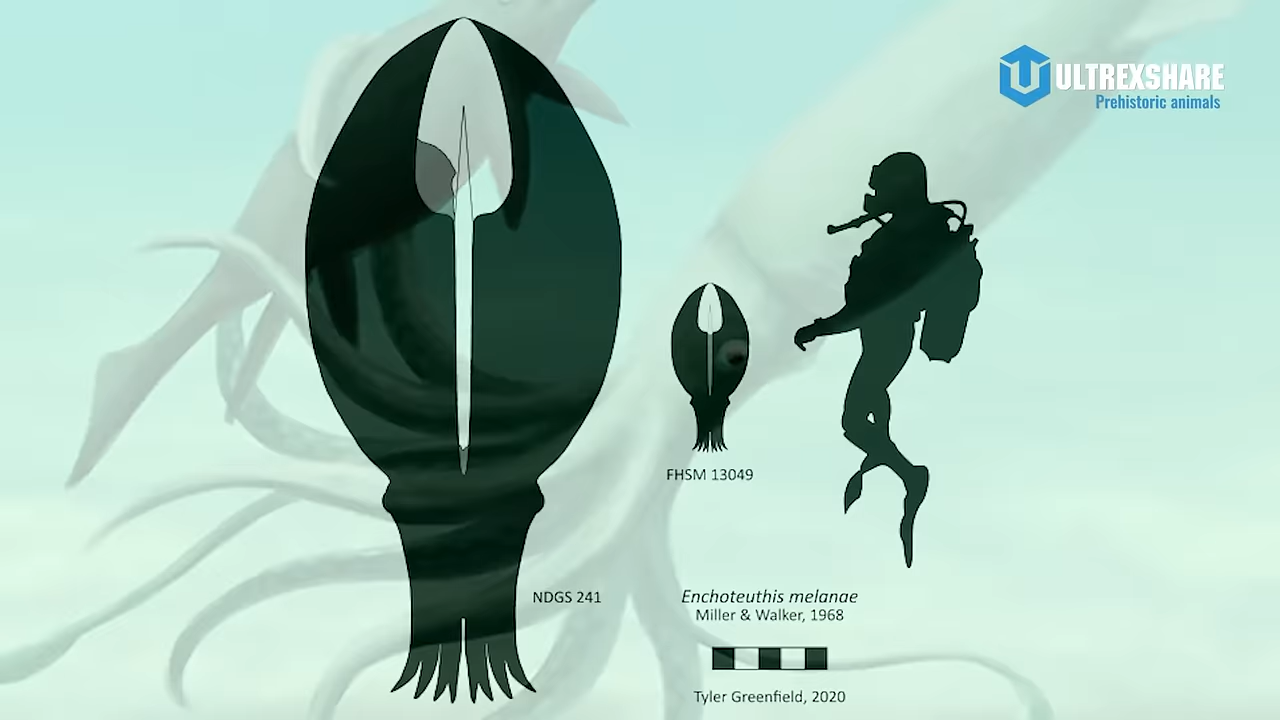 ULTREXSHARE
Prehistoric animals
FHSM 13049
NDGS 241
Enchoteuthis melanae
Miller & Walker, 1968
Tyler Greenfield, 2020